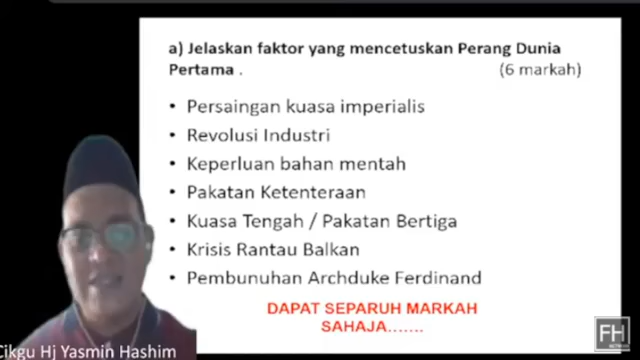 a) Jelaskan faktor yang mencetuskan Perang Dunia
Pertama . (6 markah)
• Persaingan kuasa imperialis
• Revolusi Industri
• Keperluan bahan mentah
• Pakatan Ketenteraan
• Kuasa Tengah / Pakatan Bertiga
• Krisis Rantau Balkan
• Pembunuhan Archduke Ferdinand
DAPAT SEPARUH MARKAH
SAHAJA.......
Cikgu Hj Yasmin Hashim
FH